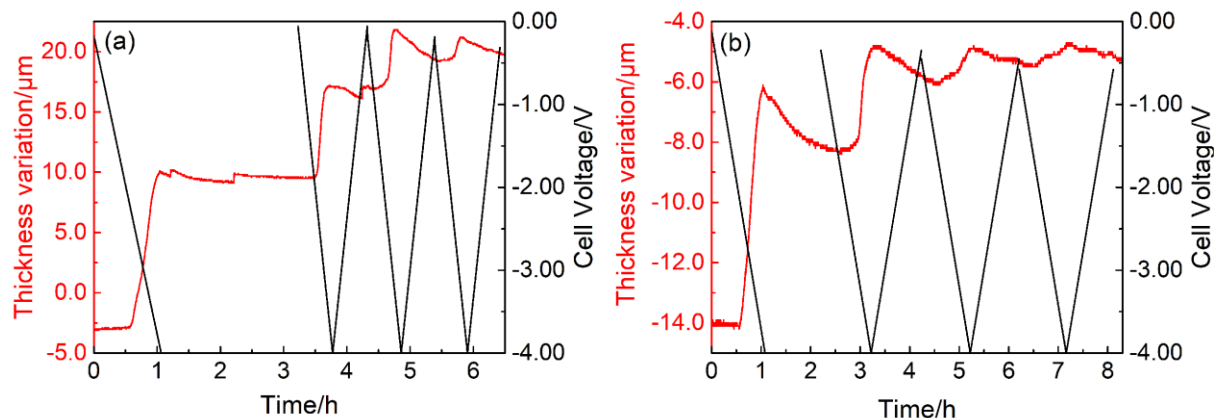 (a)
20.0
15.0
10.0
5.0
0.0
-5.0
Thickness variation/μm
0.00
-1.00
-2.00
-3.00
-4.00
Cell Voltage/V
0 1 2 3 4 5 6
Time/h
(b)
-4.0
-6.0
-8.0
-10.0
-12.0
-14.0
Thickness variation/μm
0.00
-1.00
-2.00
-3.00
-4.00
Cell Voltage/V
0 1 2 3 4 5 6 7 8
Time/h